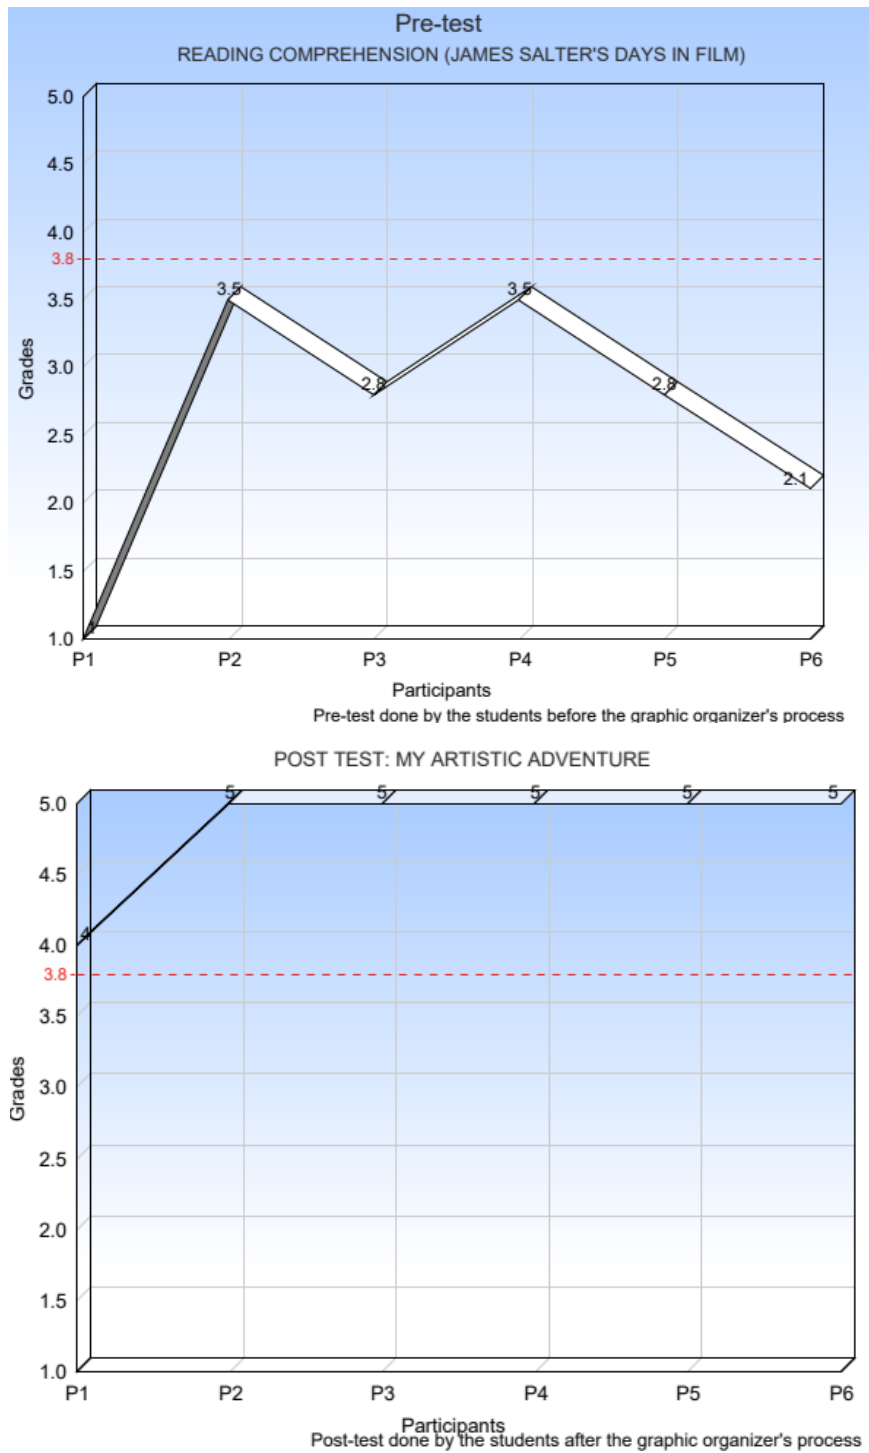 Pre-test
READING COMPREHENSION (JAMES SALTER'S DAYS IN FILM)
5.0
4.5
4.0
3.8
3.5
3.0
2.5
2.0
1.5
1.0
Grades
3.5
2.8
3.5
2.8
2.1
1
P1 P2 P3 P4 P5 P6
Participants
Pre-test done by the students before the graphic organizer's process
POST TEST: MY ARTISTIC ADVENTURE
5.0
4.5
4.0
3.8
3.5
3.0
2.5
2.0
1.5
1.0
Grades
4
5 5 5 5 5
P1 P2 P3 P4 P5 P6
Participants
Post-test done by the students after the graphic organizer's process